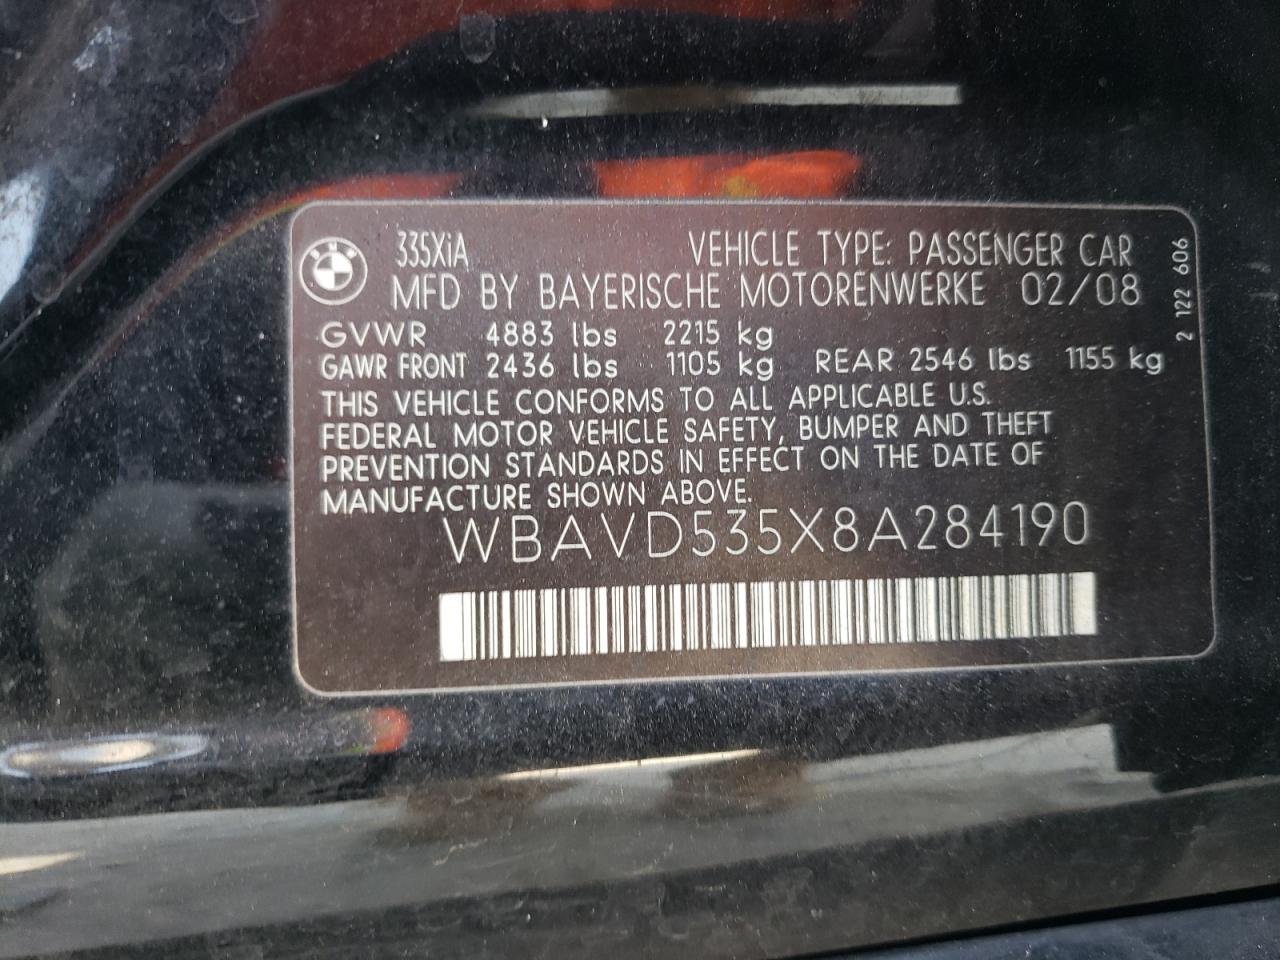 335XiA VEHICLE TYPE: PASSENGER CAR
MFD BY BAYERISCHE MOTORENWERKE 02/08
GVWR 4883 lbs 2215 kg
GAWR FRONT 2436 lbs 1105 kg REAR 2546 lbs 1155 kg
THIS VEHICLE CONFORMS TO ALL APPLICABLE U.S.
FEDERAL MOTOR VEHICLE SAFETY, BUMPER AND THEFT
PREVENTION STANDARDS IN EFFECT ON THE DATE OF
MANUFACTURE SHOWN ABOVE.
WBAVD535X8A284190
2 122 606
BMW